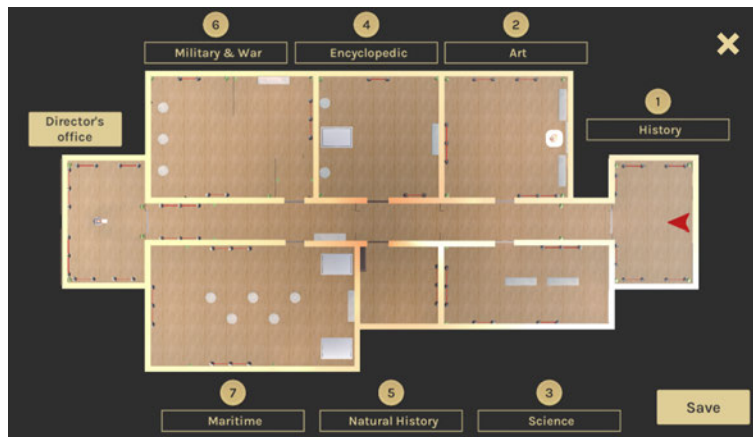 6
4
2
Military & War
Encyclopedic
Art
1
History
Director's
office
7
5
3
Maritime
Natural History
Science
Save